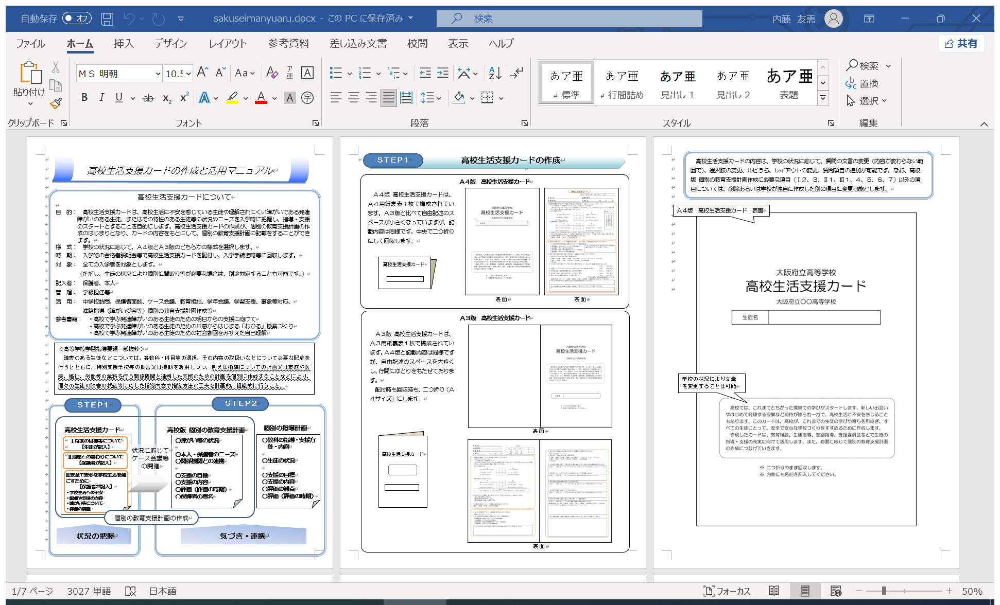 自動保存 オフ sakuseimanyuaru.docx - この PC に保存済み 検索 内藤 友恵
ファイル ホーム 挿入 デザイン レイアウト 参考資料 差し込み文書 校閲 表示 ヘルプ 共有
貼り付け
クリップボード
ＭＳ 明朝 10.5
フォント
段落
あア亜 あア亜 あア亜 あア亜 あア亜
標準 行間詰め 見出し 1 見出し 2 表題
スタイル
検索
置換
選択
編集
高校生活支援カードの作成と活用マニュアル
高校生活支援カードについて
目 的： 高校生活支援カードは、高校生活に不安を感じている生徒や理解されにくい障がいである発達
障がいのある生徒、またはその特性のある生徒等の状況やニーズを入学時に把握し、指導・支援
のスタートとすることを目的にします。高校生活支援カードの作成が、個別の教育支援計画の作
成のはじまりとなり、カードの内容をもとにして、個別の教育支援計画の記載をすることができ
ます。
様 式： 学校の状況に応じて、Ａ４版とＡ３版のどちらかの様式を選択します。
時 期： 入学時の合格者説明会等で高校生活支援カードを配付し、入学手続き時等に回収します。
対 象： 全ての入学者を対象とします。
（ただし、生徒の状況により個別に聞取り等が必要な場合は、別途対応することも可能です。）
記入者： 保護者、本人
管 理： 学級担任等
活 用： 中学校訪問、保護者面談、ケース会議、教育相談、学年会議、学習支援、事象等対応、
進路指導（障がい受容等）個別の教育支援計画作成等
参考書籍： ・高校で学ぶ発達障がいのある生徒のための明日からの支援に向けて
・高校で学ぶ発達障がいのある生徒のための共感からはじまる「わかる」授業づくり
・高校で学ぶ発達障がいのある生徒のための社会参画をみすえた自己理解
＜高等学校学習指導要領一部抜粋＞
障害のある生徒などについては，各教科・科目等の選択，その内容の取扱いなどについて必要な配慮を
行うとともに，特別支援学校等の助言又は援助を活用しつつ，例えば指導についての計画又は家庭や医
療，福祉，労働等の業務を行う関係機関と連携した支援のための計画を個別に作成することなどにより，
個々の生徒の障害の状態等に応じた指導内容や指導方法の工夫を計画的，組織的に行うこと。
STEP1
高校生活支援カード
Ⅰ将来の目標等について
【生徒が記入】
Ⅱ地域との関わりについて
【保護者が記入】
Ⅲ安全で安心な学校生活を過
ごすために
【保護者が記入】
・学校生活への不安
・配慮や支援の内容
・障がい等について
・評価の要望
状況に応じて
ケース会議等
の開催
STEP2
高校版 個別の教育支援計画
〇障がい等の状況
〇本人・保護者のニーズ
〇関係機関との連携
〇支援の目標
〇支援の内容
〇評価（評価の時期）
〇保護者の署名
個別の指導計画
〇教科の指導・支援方
針・内容
〇生徒の状況
〇支援の目標
〇支援の内容
〇評価の観点
〇評価（評価の時期）
個別の教育支援計画の作成
状況の把握
気づき・連携
STEP1
高校生活支援カードの作成
Ａ４版 高校生活支援カード
Ａ４版 高校生活支援カードは、
Ａ４用紙裏表１枚で構成されていま
す。Ａ３版と比べて自由記述のス
ペースが小さくなっていますが、記
載内容は同様です。中央で二つ折り
にして回収します。
高校生活支援カード
大阪府立高等学校
高校生活支援カード
大阪府立〇〇高等学校
生徒名
表面
裏面
Ａ３版 高校生活支援カード
Ａ３版 高校生活支援カードは、
Ａ３用紙裏表１枚で構成されてい
ます。Ａ４版と記載内容は同様です
が、自由記述のスペースを大きく
し、行間にゆとりをもたせておりま
す。
配付時も回収時も、二つ折り（Ａ
４サイズ）にします。
大阪府立高等学校
高校生活支援カード
大阪府立〇〇高等学校
表面
高校生活支援カード
裏面
高校生活支援カードの内容は、学校の状況に応じて、質問の文言の変更（内容が変わらない範
囲で）、選択肢の変更、ルビうち、レイアウトの変更、質問項目の追加が可能です。なお、高校
版 個別の教育支援計画作成に必要な項目（Ⅰ２、３、Ⅱ１、Ⅲ１、４、５、６、７）以外の項
目については、削除あるいは学校が独自に作成した別の項目に変更可能とします。
Ａ４版 高校生活支援カード 表面
大阪府立高等学校
高校生活支援カード
大阪府立〇〇高等学校
生徒名
学校の状況により文章
を変更することは可能
高校では、これまでとちがった環境での学びがスタートします。新しい出会い
やはじめて経験する授業など期待が膨らむ一方で、高校生活に不安を感じること
もあります。このカードは、高校が、これまでの生徒の学びや育ちを引継ぎ、す
べての生徒にとって、安全で安心な学校づくりをすすめるために作成します。
作成したカードは、教育相談、生徒指導、進路指導、支援委員会などで生徒の
指導・支援の充実に向けて活用します。また、必要に応じて個別の教育支援計画
の作成につなげていきます。
※ 二つ折りのまま回収します。
※ 内側にも名前を記入してください。
1/7 ページ 3027 単語 日本語 フォーカス 50%